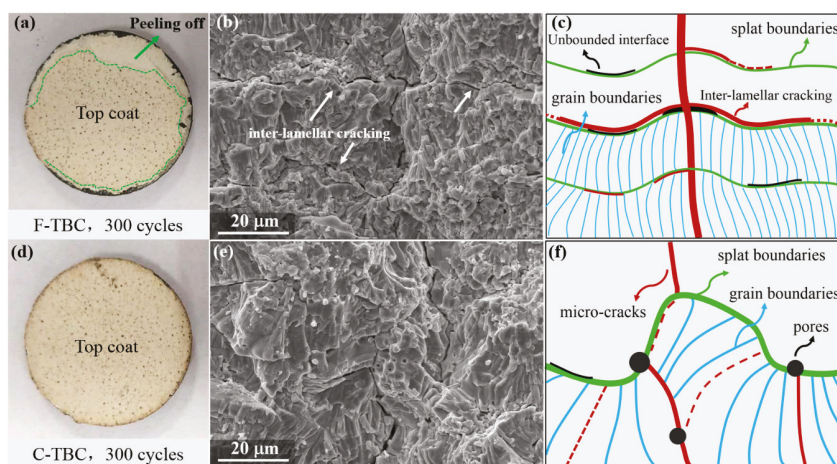 (a)
Peeling off
Top coat
F-TBC，300 cycles
(b)
inter-lamellar cracking
20 μm
(c)
splat boundaries
Unbounded interface
grain boundaries
Inter-lamellar cracking
(d)
Top coat
C-TBC，300 cycles
(e)
20 μm
(f)
splat boundaries
grain boundaries
micro-cracks
pores